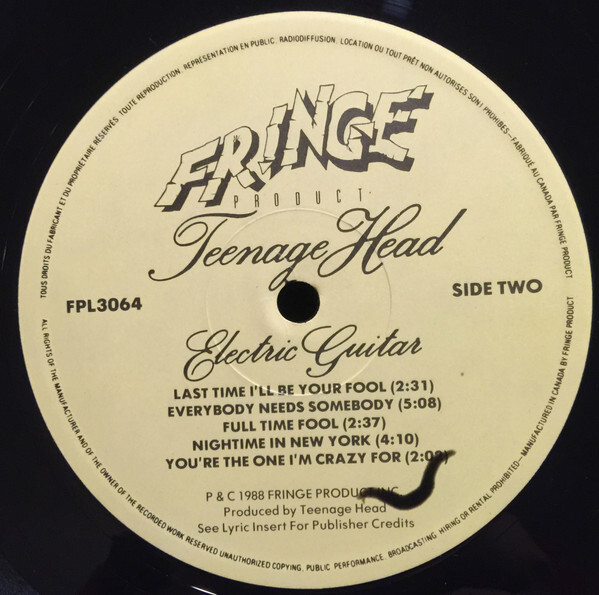 TOUS DROITS DU FABRICANT ET DU PROPRIÉTAIRE RÉSERVÉS. TOUTE REPRODUCTION, REPRÉSENTATION EN PUBLIC, RADIODIFFUSION, LOCATION OU TOUT PRÊT NON AUTORISES SONT PROHIBES—FABRIQUÉ AU CANADA PAR FRINGE PRODUCT
FRINGE
PRODUCT
Teenage Head
FPL3064
SIDE TWO
Electric Guitar
LAST TIME I'LL BE YOUR FOOL (2:31)
EVERYBODY NEEDS SOMEBODY (5:08)
FULL TIME FOOL (2:37)
NIGHTIME IN NEW YORK (4:10)
YOU'RE THE ONE I'M CRAZY FOR
P & C 1988 FRINGE PRODUCT INC
Produced by Teenage Head
See Lyric Insert For Publisher Credits
ALL RIGHTS OF THE MANUFACTURER AND OF THE OWNER OF THE RECORDED WORK RESERVED UNAUTHORIZED COPYING, PUBLIC PERFORMANCE, BROADCASTING HIRING OR RENTAL PROHIBITED—MANUFACTURED IN CANADA BY FRINGE PRODUCT